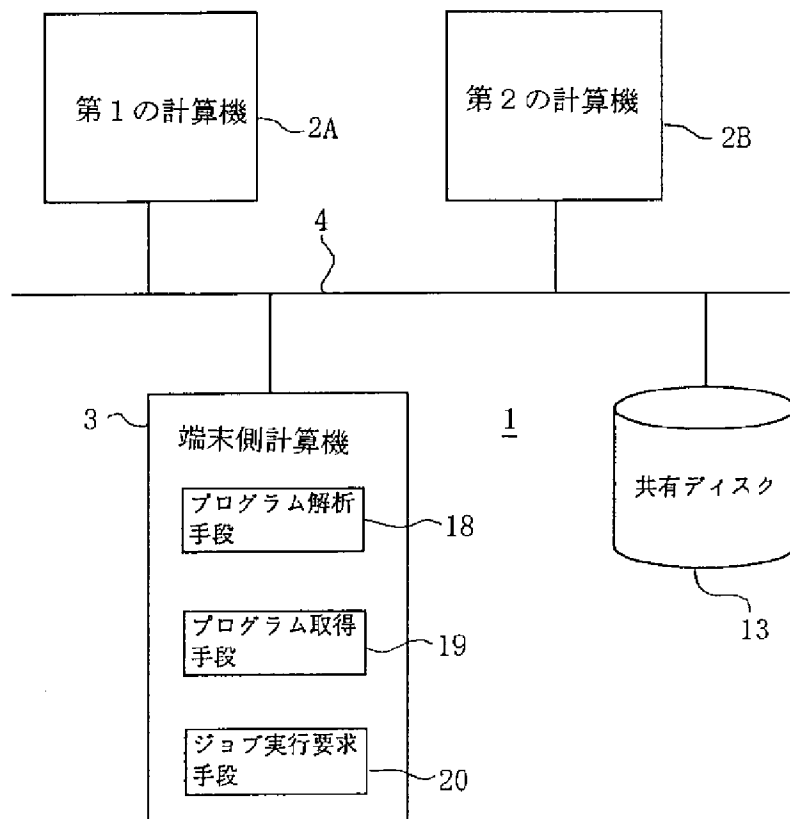 第１の計算機
2A
第２の計算機
2B
4
3
端末側計算機
1
プログラム解析
手段
18
共有ディスク
プログラム取得
手段
19
13
ジョブ実行要求
手段
20